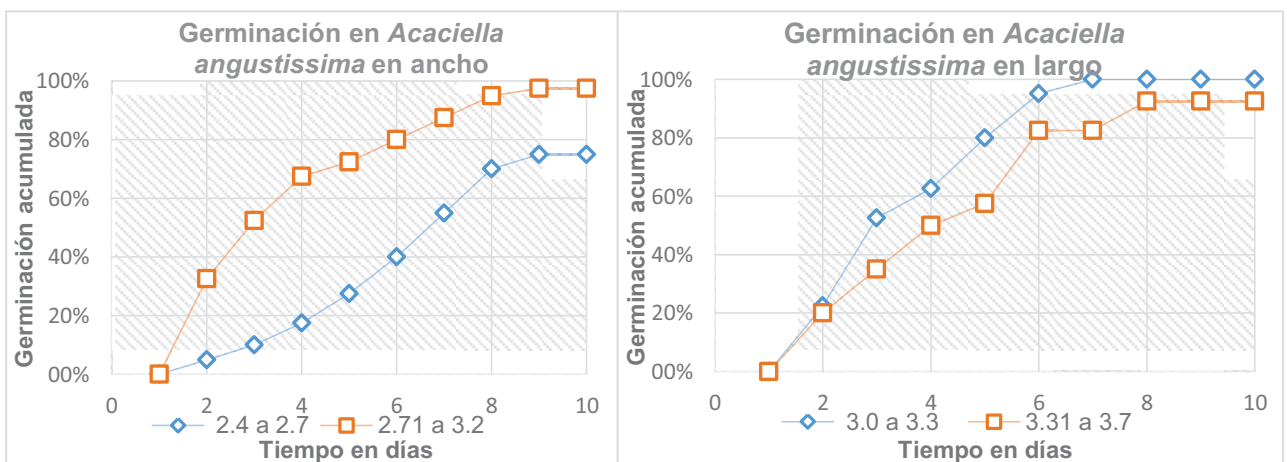 Germinación en Acaciella
angustissima en ancho
Germinación acumulada
100%
80%
60%
40%
20%
00%
0 2 4 6 8 10
2.4 a 2.7 2.71 a 3.2
Tiempo en días
Germinación en Acaciella
angustissima en largo
Germinación acumulada
100%
80%
60%
40%
20%
00%
0 2 4 6 8 10
3.0 a 3.3 3.31 a 3.7
Tiempo en días